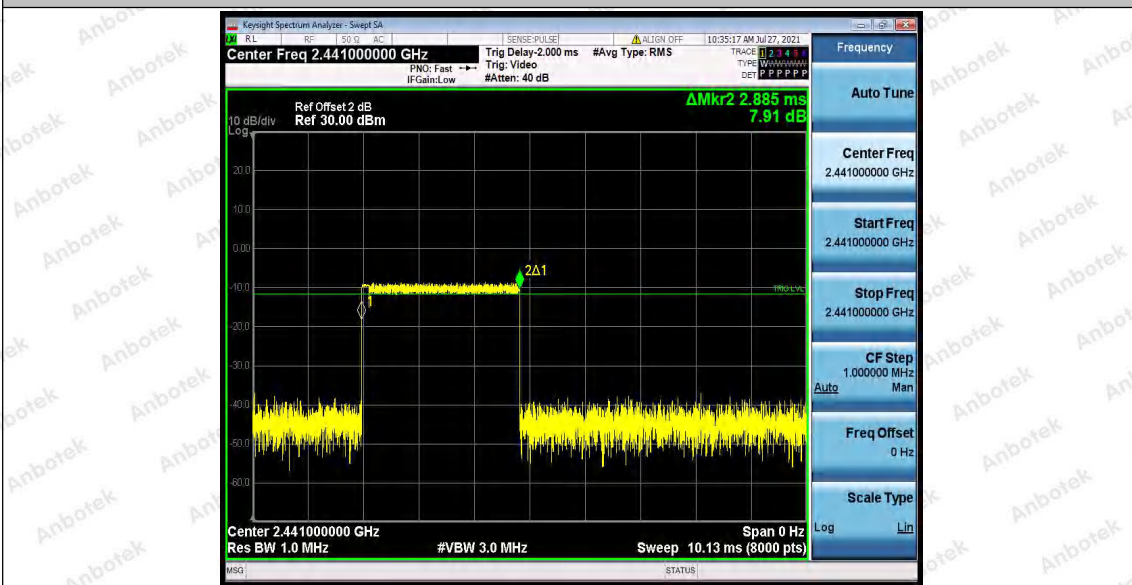 Keysight Spectrum Analyzer - Swept SA
RL RF 50 Ω AC SENSE:PULSE ALIGN OFF 10:35:17 AM Jul 27, 2021
Center Freq 2.441000000 GHz
PNO: Fast
IFGain:Low
Trig Delay-2.000 ms
Trig: Video
#Atten: 40 dB
#Avg Type: RMS
TRACE 1 2 3 4 5 6
TYPE WWWWWW
DET P P P P P P
ΔMkr2 2.885 ms
7.91 dB
Ref Offset 2 dB
10 dB/div Ref 30.00 dBm
Log
20.0
10.0
0.00
-10.0
-20.0
-30.0
-40.0
-50.0
-60.0
2Δ1
1
TRIG LVL
Center 2.441000000 GHz Span 0 Hz
Res BW 1.0 MHz #VBW 3.0 MHz Sweep 10.13 ms (8000 pts)
MSG STATUS
Frequency
Auto Tune
Center Freq
2.441000000 GHz
Start Freq
2.441000000 GHz
Stop Freq
2.441000000 GHz
CF Step
1.000000 MHz
Auto Man
Freq Offset
0 Hz
Scale Type
Log Lin
Anbotek